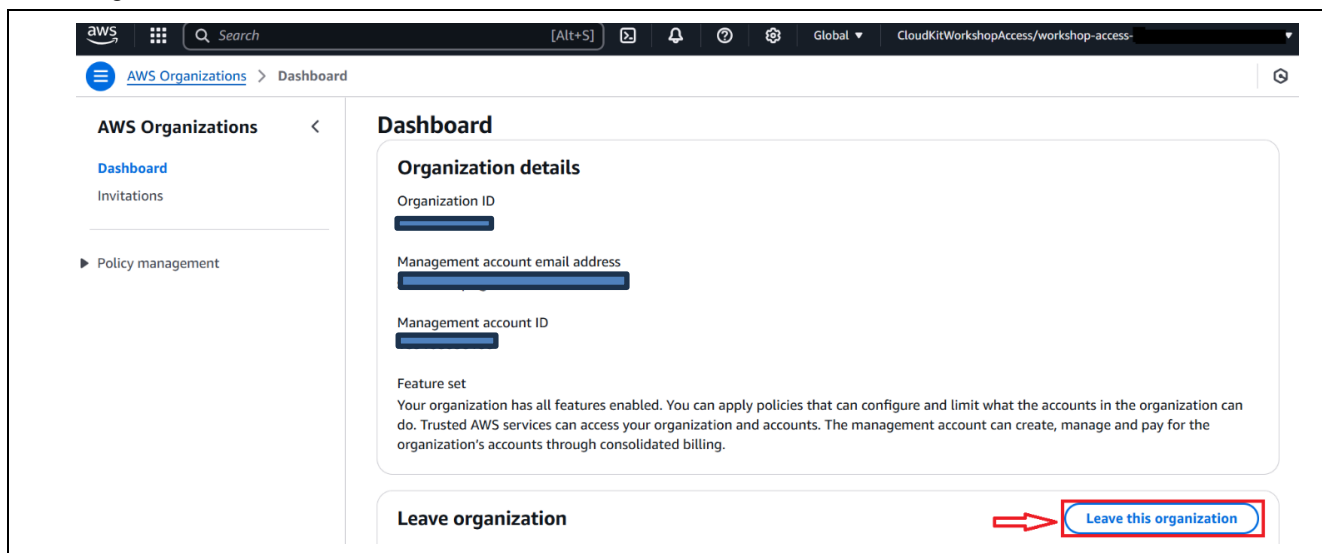 aws
Search [Alt+S] Global CloudKitWorkshopAccess/workshop-access-
AWS Organizations > Dashboard
AWS Organizations
Dashboard
Invitations
Policy management
Dashboard
Organization details
Organization ID
Management account email address
Management account ID
Feature set
Your organization has all features enabled. You can apply policies that can configure and limit what the accounts in the organization can
do. Trusted AWS services can access your organization and accounts. The management account can create, manage and pay for the
organization's accounts through consolidated billing.
Leave organization
Leave this organization